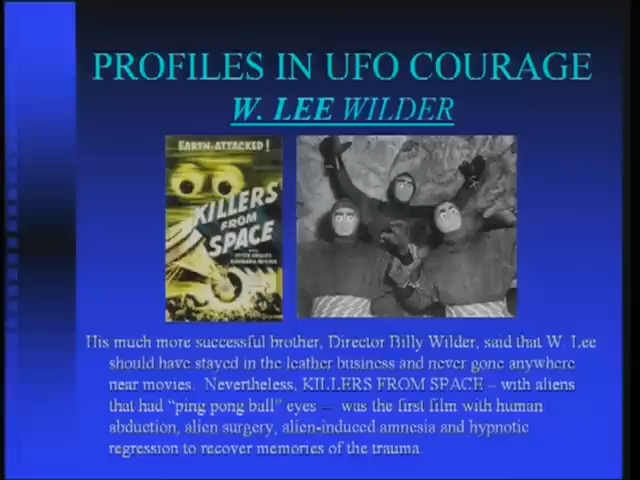 PROFILES IN UFO COURAGE
W. LEE WILDER
EARTH ATTACKED!
KILLERS
FROM
SPACE
His much more successful brother, Director Billy Wilder, said that W. Lee
should have stayed in the leather business and never gone anywhere
near movies. Nevertheless, KILLERS FROM SPACE – with aliens
that had "ping pong ball" eyes – was the first film with human
abduction, alien surgery, alien-induced amnesia and hypnotic
regression to recover memories of the trauma